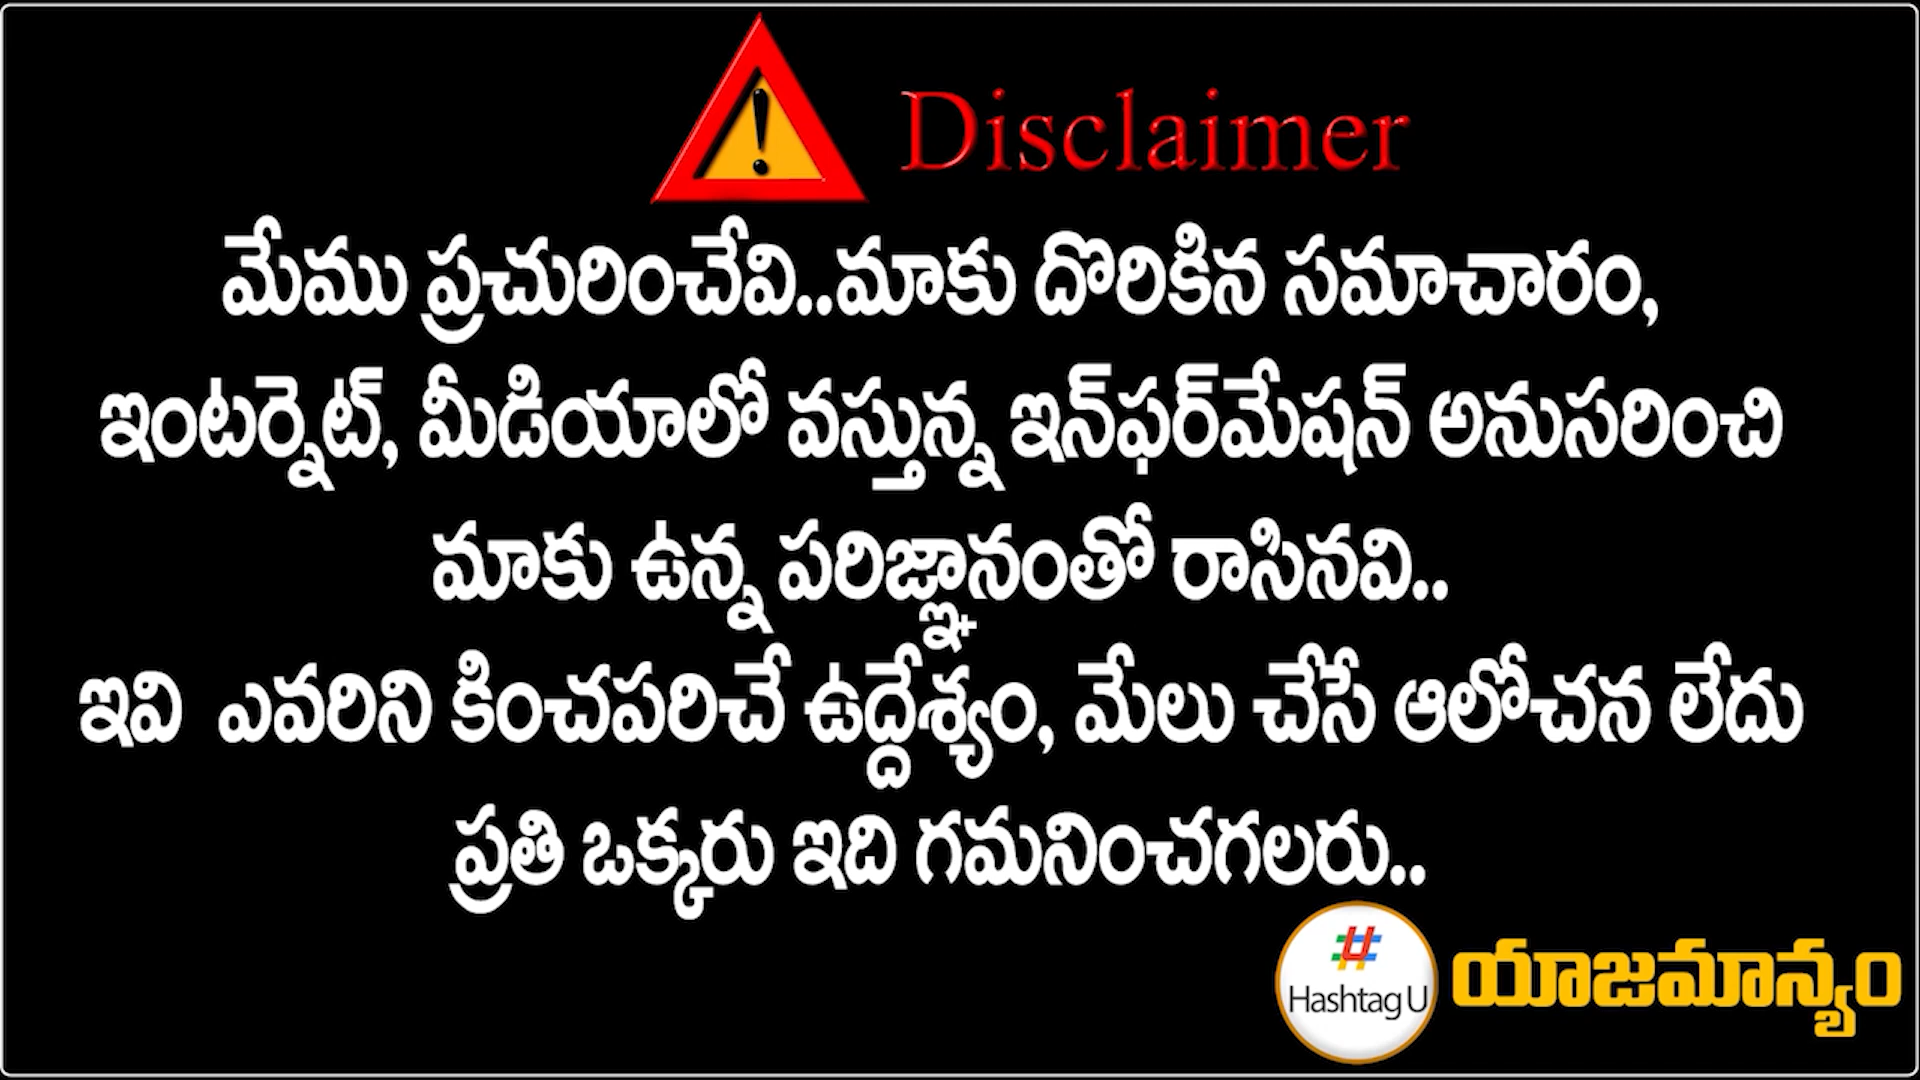 Disclaimer
మేము ప్రచురించేవి..మాకు దొరికిన సమాచారం,
ఇంటర్నెట్, మీడియాలో వస్తున్న ఇన్‌ఫర్‌మేషన్ అనుసరించి
మాకు ఉన్న పరిజ్ఞానంతో రాసినవి..
ఇవి ఎవరిని కించపరిచే ఉద్దేశ్యం, మేలు చేసే ఆలోచన లేదు
ప్రతి ఒక్కరు ఇది గమనించగలరు..
Hashtag U
యాజమాన్యం